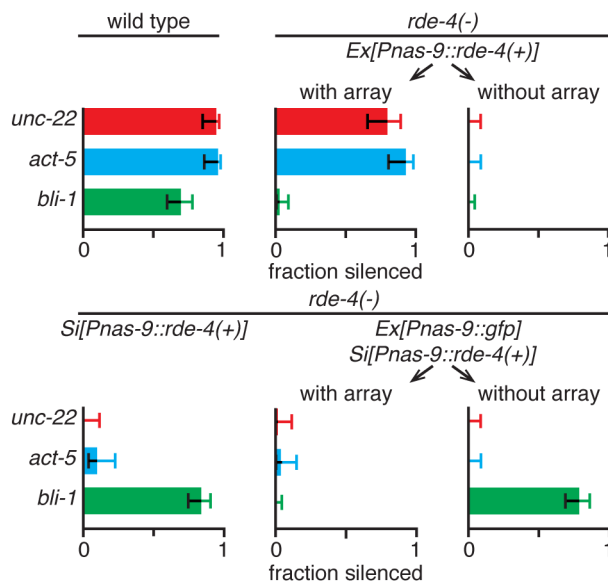 wild type
rde-4(-)
Ex[Pnas-9::rde-4(+)]
with array
without array
unc-22
act-5
bli-1
0 1
0 1
0 1
fraction silenced
rde-4(-)
Si[Pnas-9::rde-4(+)]
Ex[Pnas-9::gfp]
Si[Pnas-9::rde-4(+)]
with array
without array
unc-22
act-5
bli-1
0 1
0 1
0 1
fraction silenced